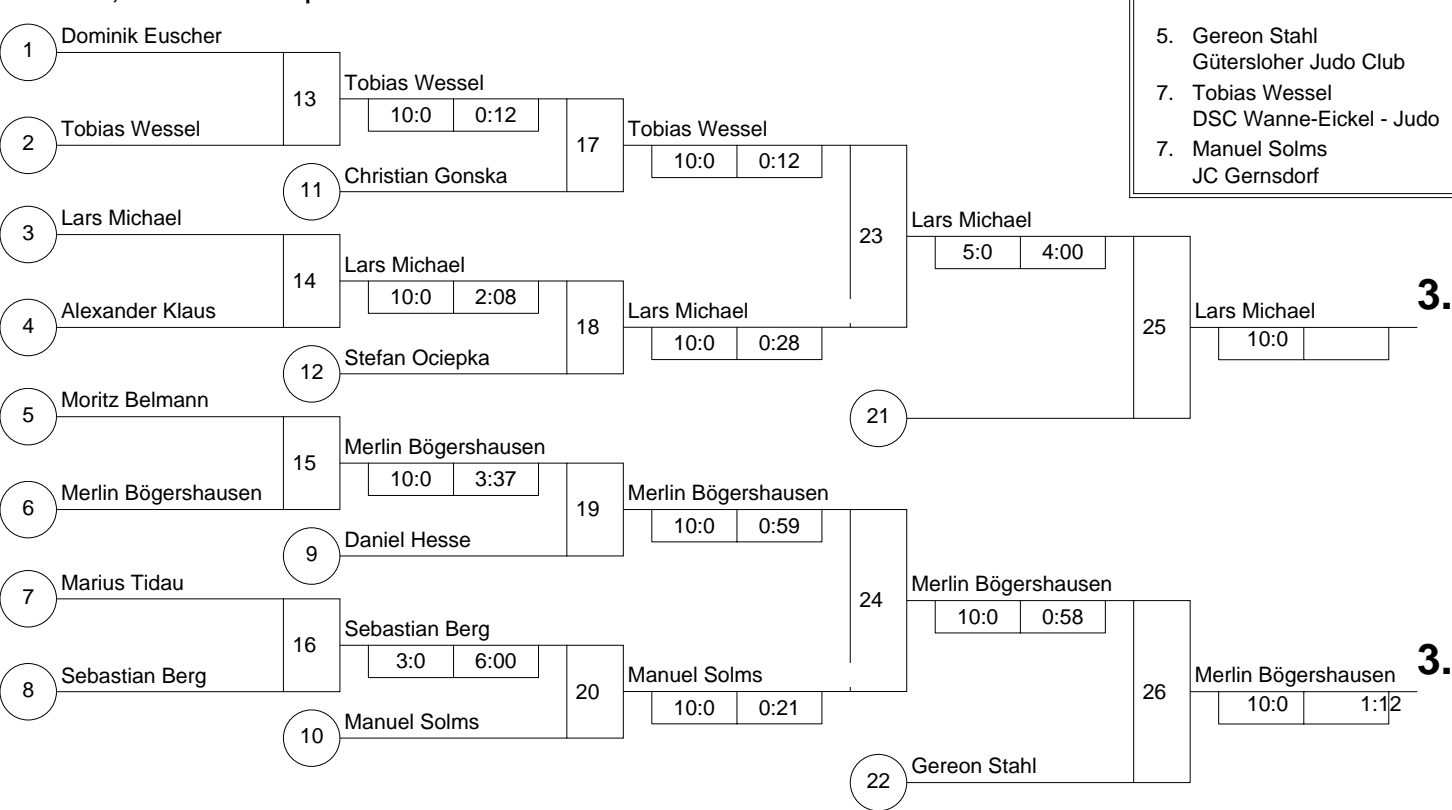 1
Dominik Euscher
13
Tobias Wessel
10:0 0:12
2
Tobias Wessel
17
Tobias Wessel
10:0 0:12
11
Christian Gonska
3
Lars Michael
23
Lars Michael
5:0 4:00
14
Lars Michael
10:0 2:08
4
Alexander Klaus
18
Lars Michael
10:0 0:28
12
Stefan Ociepka
25
Lars Michael
10:0
3.
21
5
Moritz Belmann
15
Merlin Bögershausen
10:0 3:37
6
Merlin Bögershausen
19
Merlin Bögershausen
10:0 0:59
9
Daniel Hesse
7
Marius Tidau
24
Merlin Bögershausen
10:0 0:58
16
Sebastian Berg
3:0 6:00
8
Sebastian Berg
20
Manuel Solms
10:0 0:21
10
Manuel Solms
26
Merlin Bögershausen
10:0 1:12
3.
22
Gereon Stahl
5. Gereon Stahl
Gütersloher Judo Club
7. Tobias Wessel
DSC Wanne-Eickel - Judo
7. Manuel Solms
JC Gernsdorf